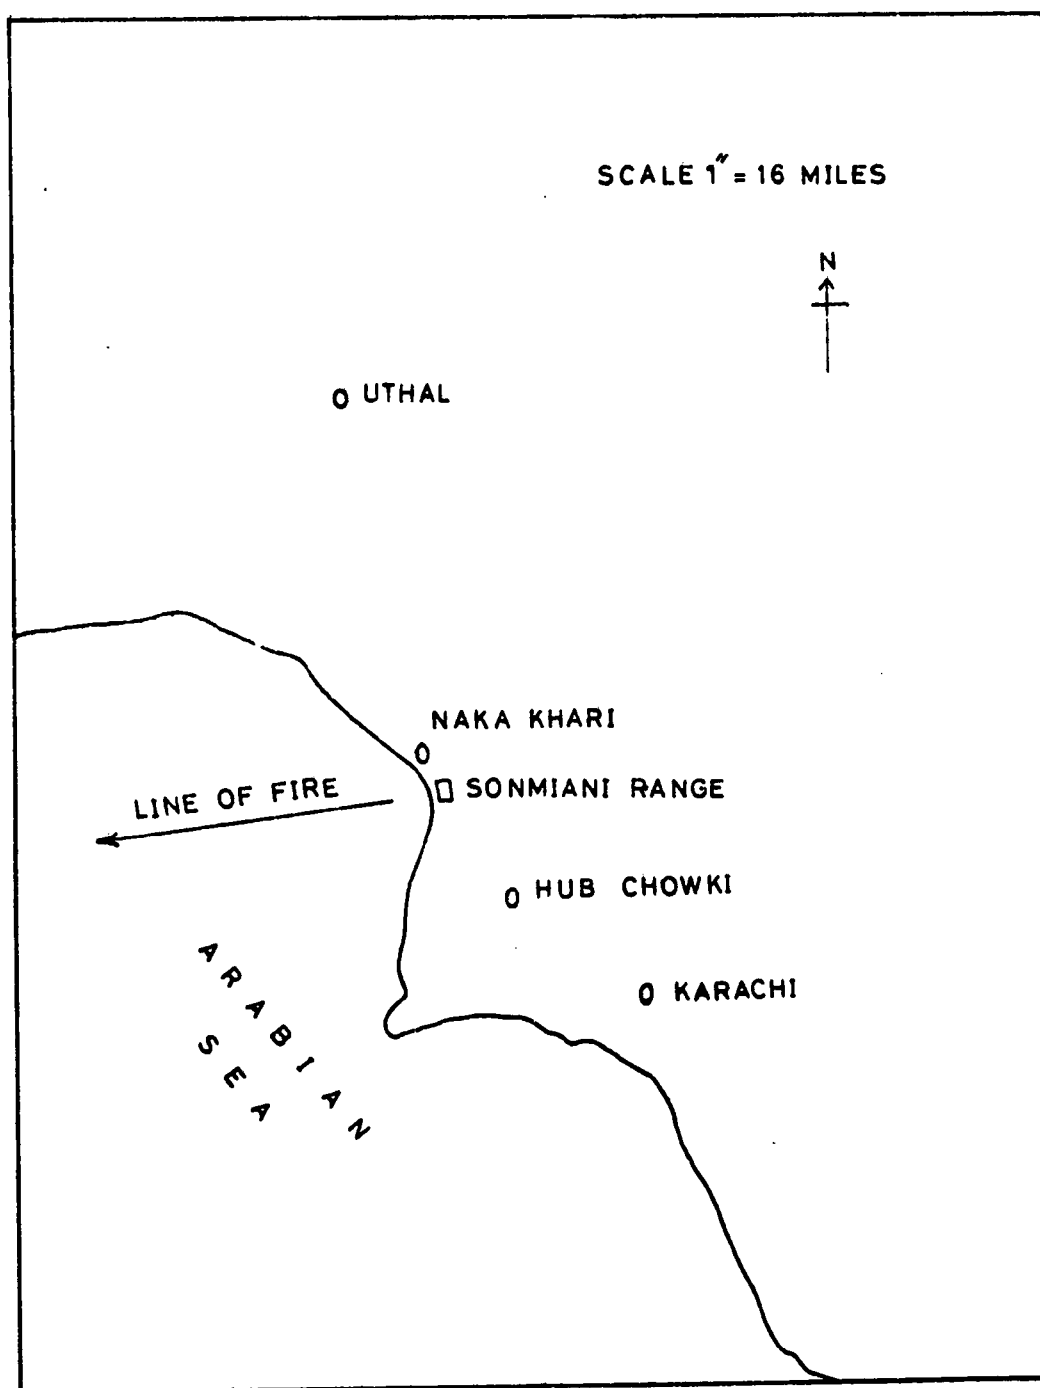 SCALE 1" = 16 MILES
N
UTHAL
NAKA KHARI
SONMIANI RANGE
LINE OF FIRE
HUB CHOWKI
ARABIAN
SEA
KARACHI